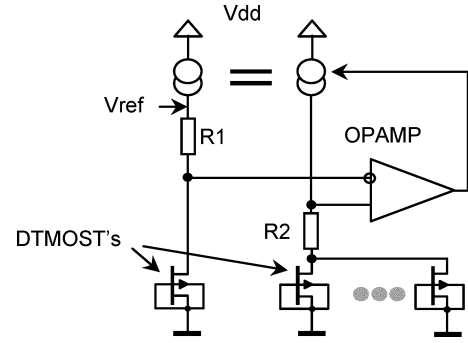 Vdd
Vref
R1
OPAMP
R2
DTMOST's